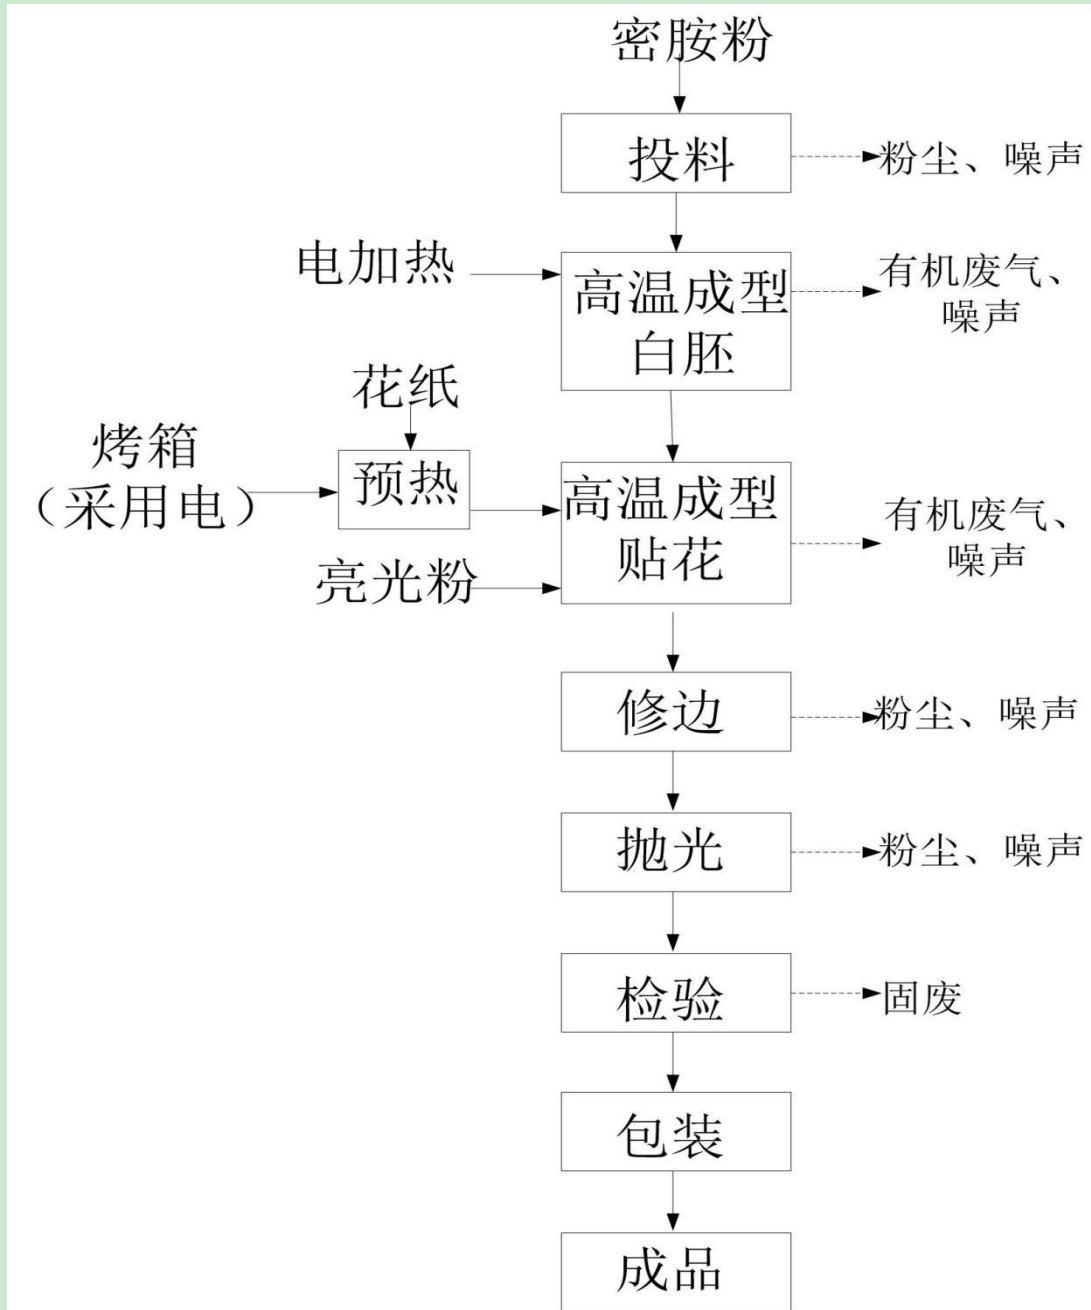 密胺粉
投料
粉尘、噪声
电加热
高温成型
白胚
有机废气、
噪声
花纸
烤箱
（采用电）
预热
高温成型
贴花
有机废气、
噪声
亮光粉
修边
粉尘、噪声
抛光
粉尘、噪声
检验
固废
包装
成品